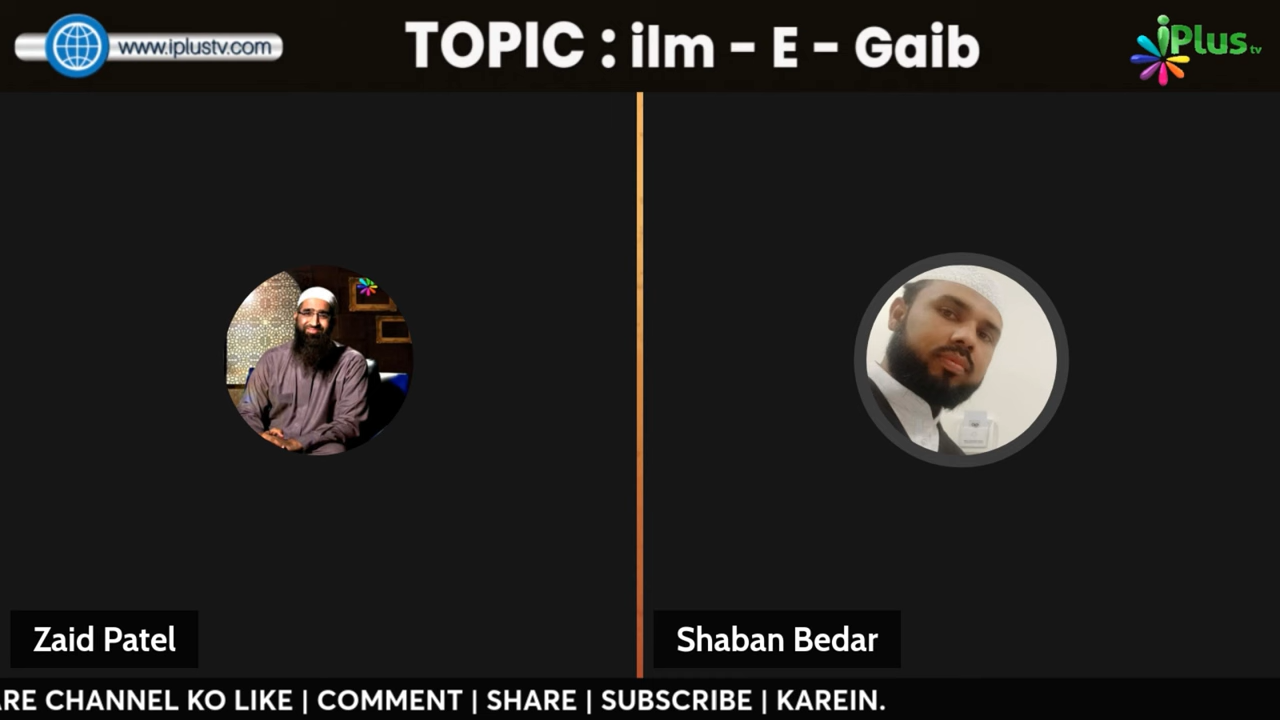 www.iplustv.com
TOPIC : ilm - E - Gaib
iPlus tv
Zaid Patel
Shaban Bedar
RE CHANNEL KO LIKE | COMMENT | SHARE | SUBSCRIBE | KAREIN.